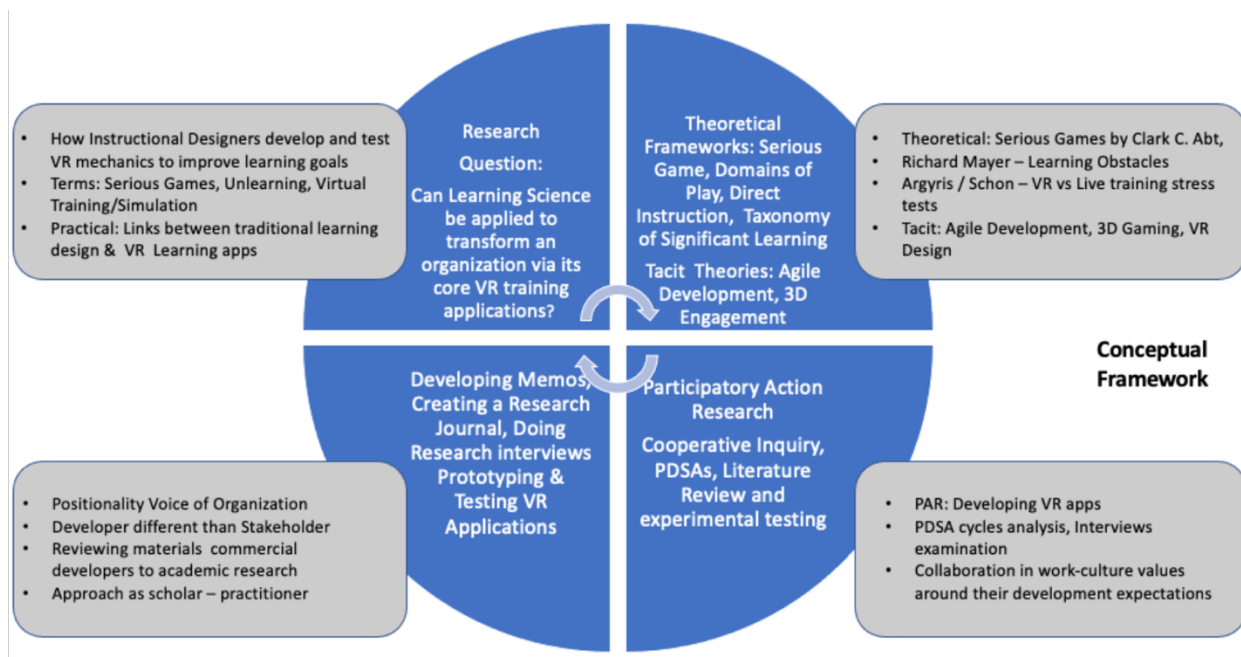 • How Instructional Designers develop and test
VR mechanics to improve learning goals
• Terms: Serious Games, Unlearning, Virtual
Training/Simulation
• Practical: Links between traditional learning
design & VR Learning apps
Research
Question:
Can Learning Science
be applied to
transform an
organization via its
core VR training
applications?
Theoretical
Frameworks: Serious
Game, Domains of
Play, Direct
Instruction, Taxonomy
of Significant Learning
Tacit Theories: Agile
Development, 3D
Engagement
• Theoretical: Serious Games by Clark C. Abt,
• Richard Mayer – Learning Obstacles
• Argyris / Schon – VR vs Live training stress
tests
• Tacit: Agile Development, 3D Gaming, VR
Design
Conceptual
Framework
• Positionality Voice of Organization
• Developer different than Stakeholder
• Reviewing materials commercial
developers to academic research
• Approach as scholar – practitioner
Developing Memos,
Creating a Research
Journal, Doing
Research interviews
Prototyping &
Testing VR
Applications
Participatory Action
Research
Cooperative Inquiry,
PDSAs, Literature
Review and
experimental testing
• PAR: Developing VR apps
• PDSA cycles analysis, Interviews
examination
• Collaboration in work-culture values
around their development expectations